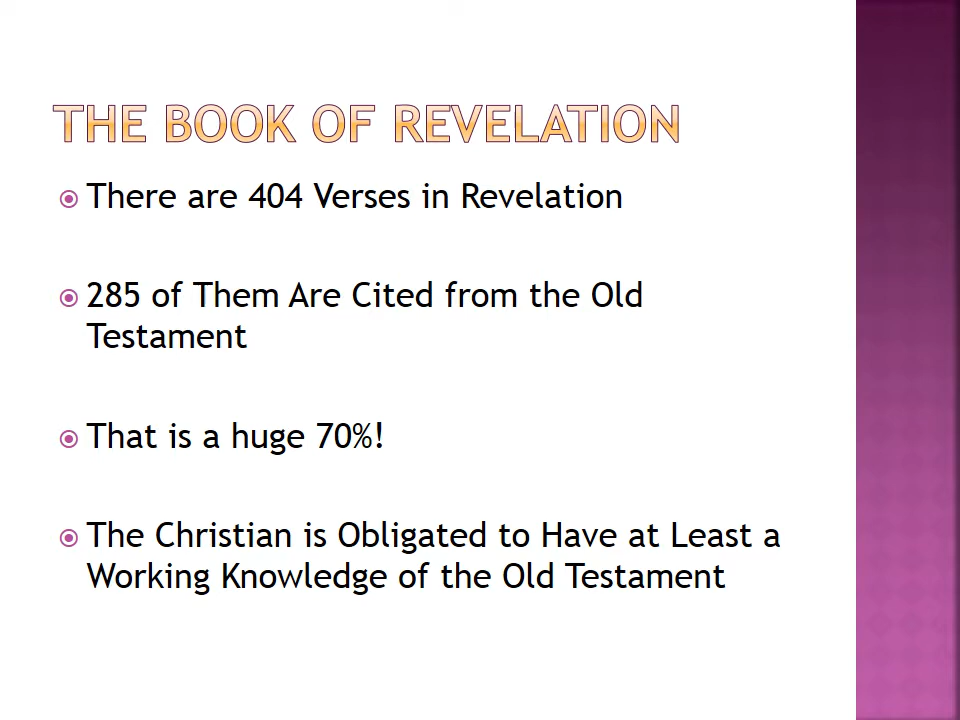 THE BOOK OF REVELATION
There are 404 Verses in Revelation
285 of Them Are Cited from the Old
Testament
That is a huge 70%!
The Christian is Obligated to Have at Least a
Working Knowledge of the Old Testament